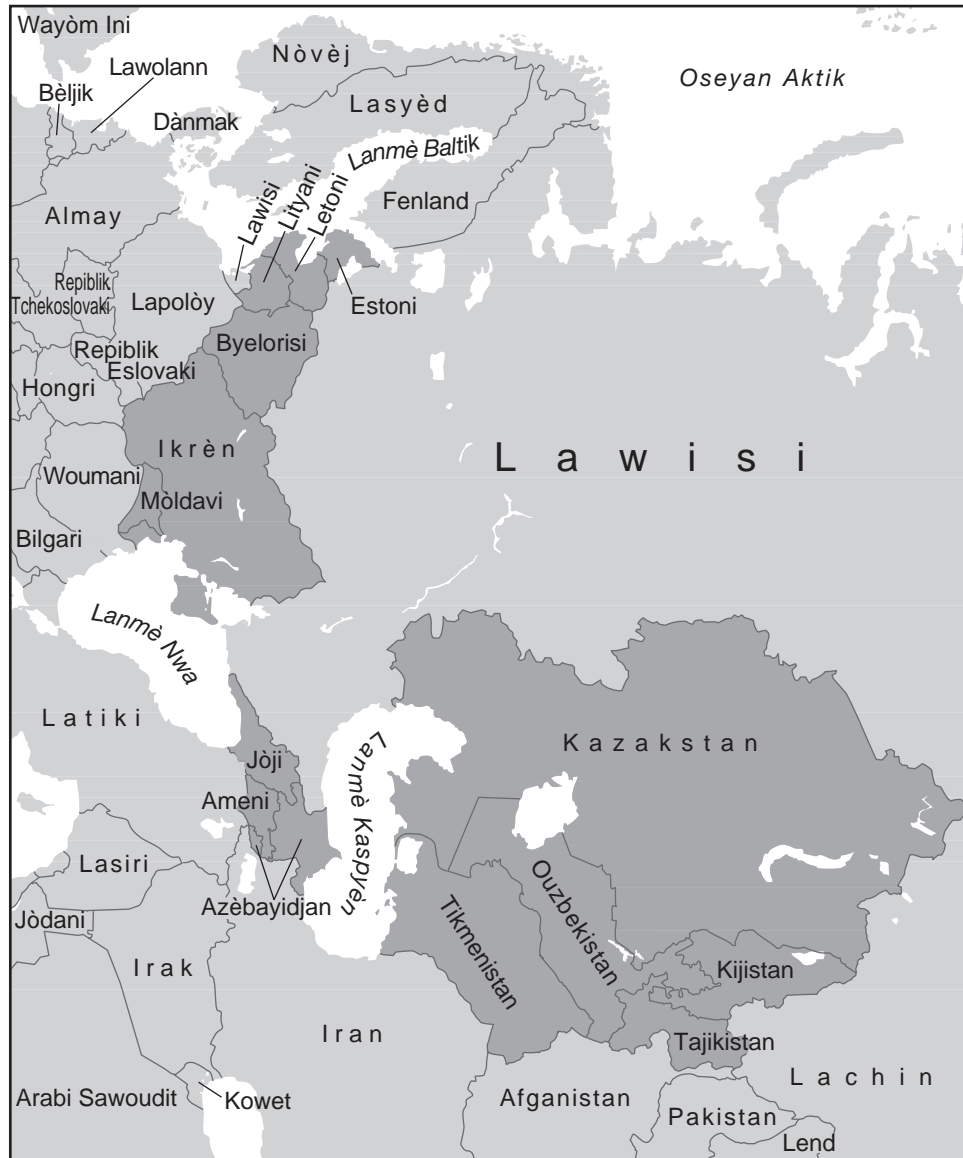 Wayòm Ini
Nòvèj
Lawolann
Oseyan Aktik
Bèljik
Lasyèd
Dànmak
Lanmè Baltik
Fenland
Lawisi
Lityani
Letoni
Almay
Repiblik
Tchekoslovaki
Lapolòy
Estoni
Byelorisi
Repiblik
Eslovaki
Hongri
Ikrèn
Lawisi
Woumani
Mòldavi
Bilgari
Lanmè Nwa
Latiki
Kazakstan
Lanmè Kaspyèn
Jòji
Ameni
Lasiri
Ouzbekistan
Azèbayidjan
Tikmenistan
Jòdani
Irak
Kijistan
Iran
Tajikistan
Lachin
Arabi Sawoudit
Kowet
Afganistan
Pakistan
Lend